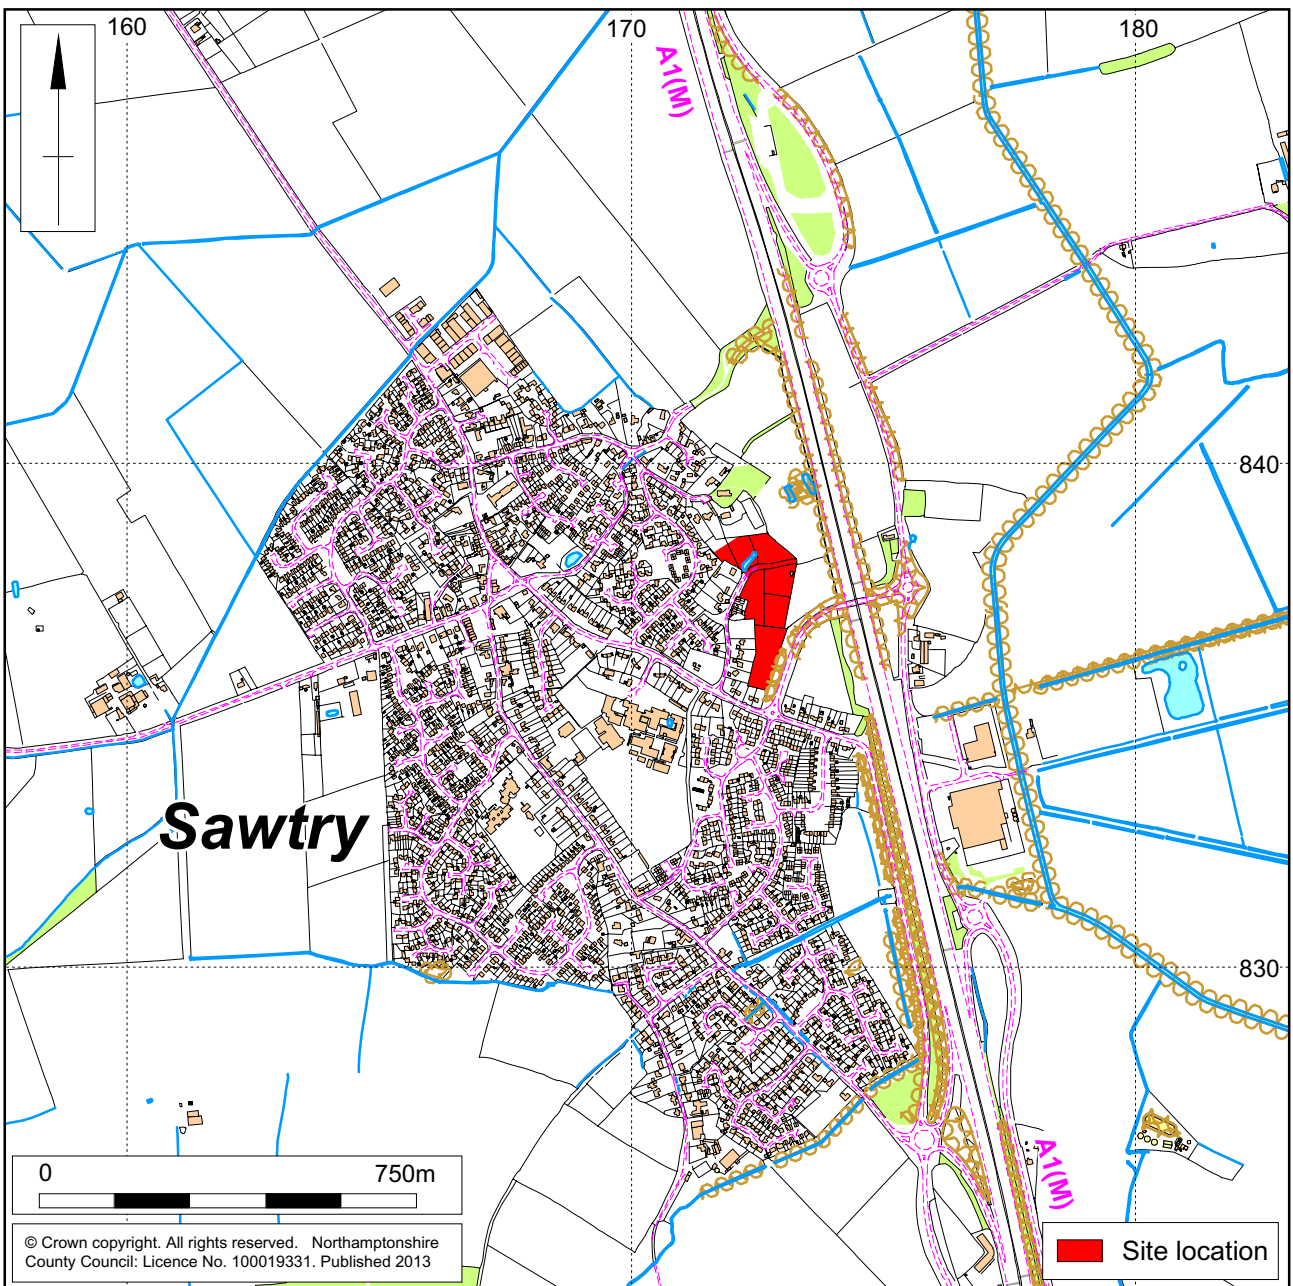 160
170
180
A1(M)
840
Sawtry
830
A1(M)
0
750m
© Crown copyright. All rights reserved. Northamptonshire
County Council: Licence No. 100019331. Published 2013
Site location